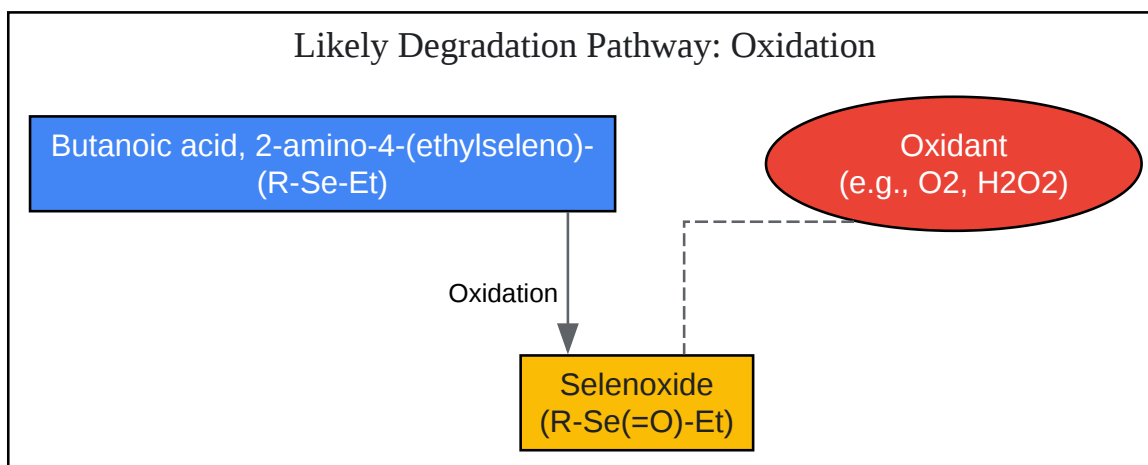 Likely Degradation Pathway: Oxidation
Butanoic acid, 2-amino-4-(ethylseleno)-
(R-Se-Et)
Oxidant
(e.g., O2, H2O2)
Oxidation
Selenoxide
(R-Se(=O)-Et)